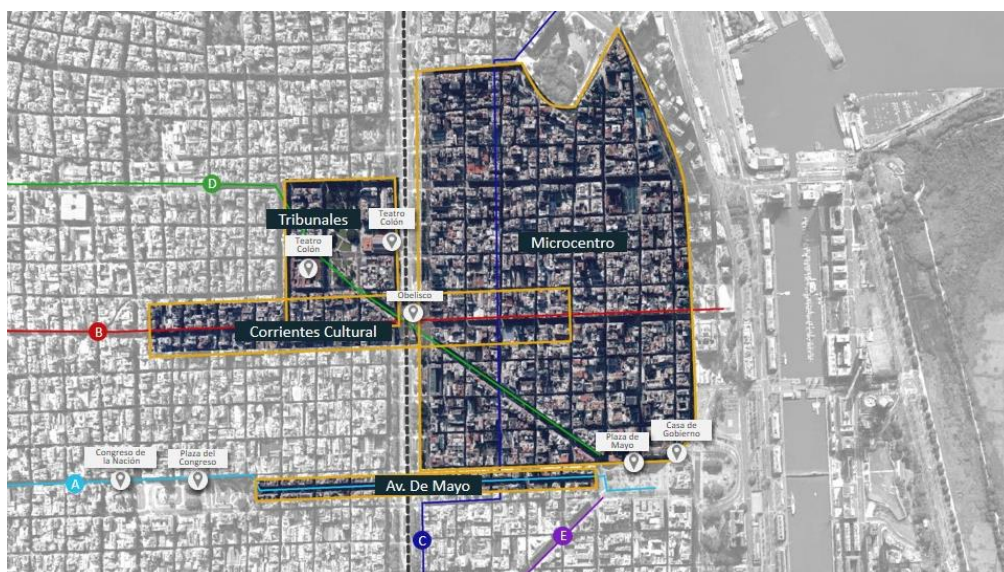 D
Tribunales
Teatro
Colón
Teatro
Colón
Microcentro
Obelisco
B
Corrientes Cultural
Congreso de
la Nación
Plaza del
Congreso
Plaza de
Mayo
Casa de
Gobierno
A
Av. De Mayo
C
E